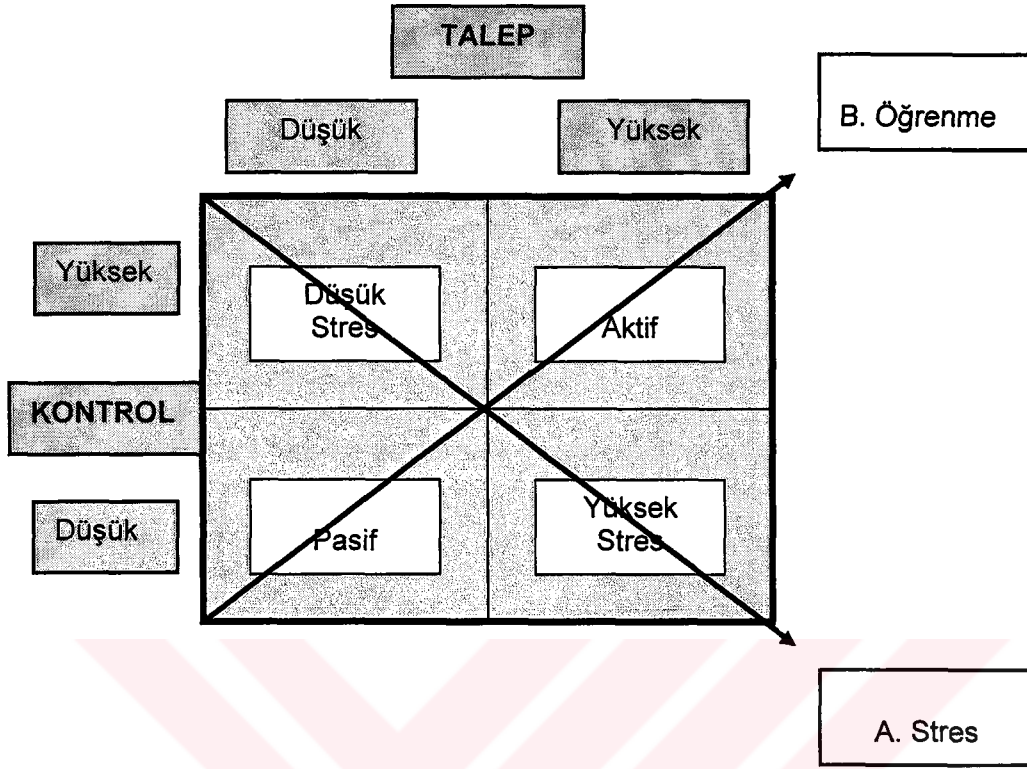 TALEP
B. Öğrenme
Düşük
Yüksek
Yüksek
Düşük
Stres
Aktif
KONTROL
Düşük
Pasif
Yüksek
Stres
A. Stres